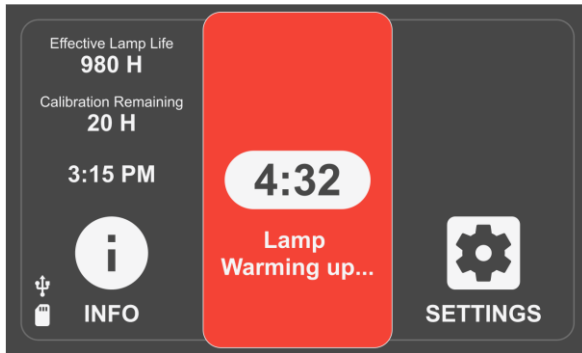 Effective Lamp Life
980 H
Calibration Remaining
20 H
3:15 PM
i
INFO
4:32
Lamp
Warming up...
SETTINGS